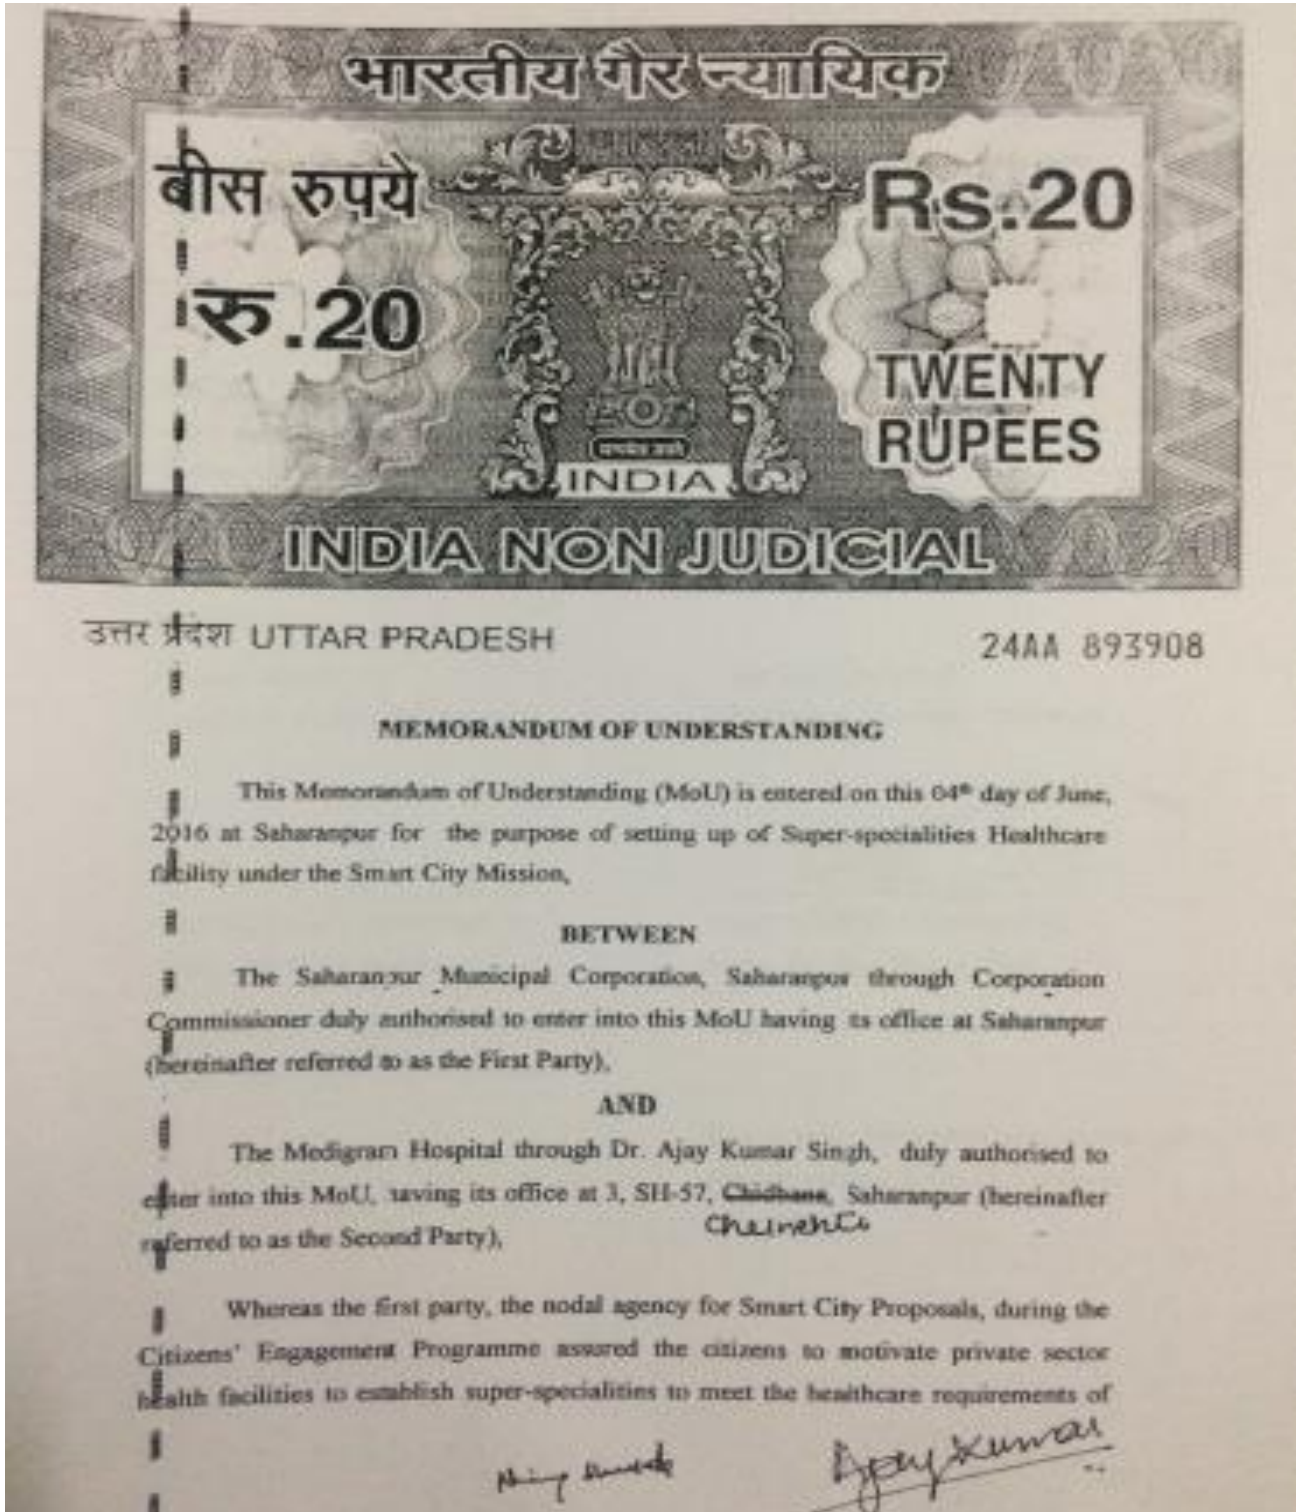 भारतीय गैर न्यायिक
बीस रुपये
रु.20
Rs.20
TWENTY
RUPEES
INDIA
INDIA NON JUDICIAL
उत्तर प्रदेश UTTAR PRADESH
24AA 893908
MEMORANDUM OF UNDERSTANDING
This Memorandum of Understanding (MoU) is entered on this 04th day of June,
2016 at Saharanpur for the purpose of setting up of Super-specialities Healthcare
facility under the Smart City Mission,
BETWEEN
The Saharanpur Municipal Corporation, Saharanpur through Corporation
Commissioner duly authorised to enter into this MoU having its office at Saharanpur
(hereinafter referred to as the First Party),
AND
The Medigram Hospital through Dr. Ajay Kumar Singh, duly authorised to
enter into this MoU, having its office at 3, SH-57, Chidbana, Saharanpur (hereinafter
referred to as the Second Party),
Whereas the first party, the nodal agency for Smart City Proposals, during the
Citizens' Engagement Programme assured the citizens to motivate private sector
health facilities to establish super-specialities to meet the healthcare requirements of
Ajay Kumar